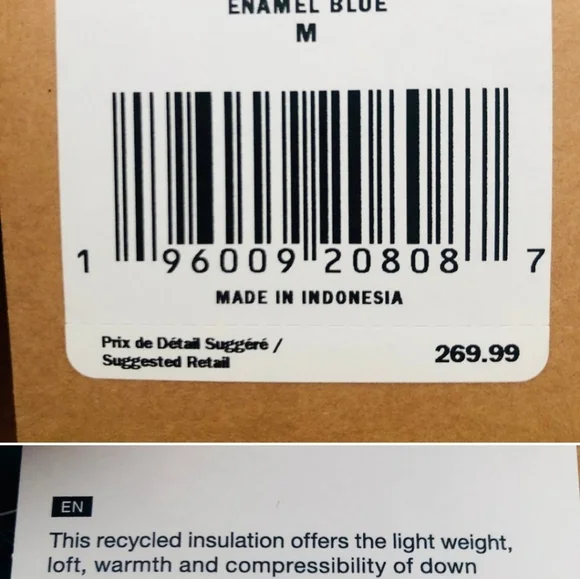 ENAMEL BLUE
M
1 96009 20808 7
MADE IN INDONESIA
Prix de Détail Suggéré /
Suggested Retail
269.99
EN
This recycled insulation offers the light weight,
loft, warmth and compressibility of down